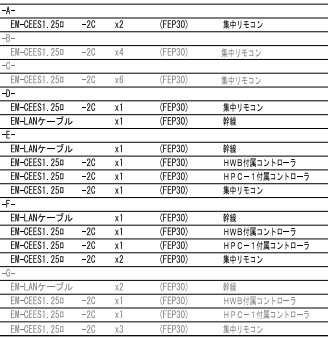 -A-
EM-CEES1.25□ -2C x2 (FEP30) 集中リモコン
-B-
EM-CEES1.25□ -2C x4 (FEP30) 集中リモコン
-C-
EM-CEES1.25□ -2C x6 (FEP30) 集中リモコン
-D-
EM-CEES1.25□ -2C x1 (FEP30) 集中リモコン
EM-LANケーブル x1 (FEP30) 幹線
-E-
EM-LANケーブル x1 (FEP30) 幹線
EM-CEES1.25□ -2C x1 (FEP30) HWB付属コントローラ
EM-CEES1.25□ -2C x1 (FEP30) HPC－1付属コントローラ
EM-CEES1.25□ -2C x1 (FEP30) 集中リモコン
-F-
EM-LANケーブル x1 (FEP30) 幹線
EM-CEES1.25□ -2C x1 (FEP30) HWB付属コントローラ
EM-CEES1.25□ -2C x1 (FEP30) HPC－1付属コントローラ
EM-CEES1.25□ -2C x2 (FEP30) 集中リモコン
-G-
EM-LANケーブル x2 (FEP30) 幹線
EM-CEES1.25□ -2C x1 (FEP30) HWB付属コントローラ
EM-CEES1.25□ -2C x1 (FEP30) HPC－1付属コントローラ
EM-CEES1.25□ -2C x3 (FEP30) 集中リモコン